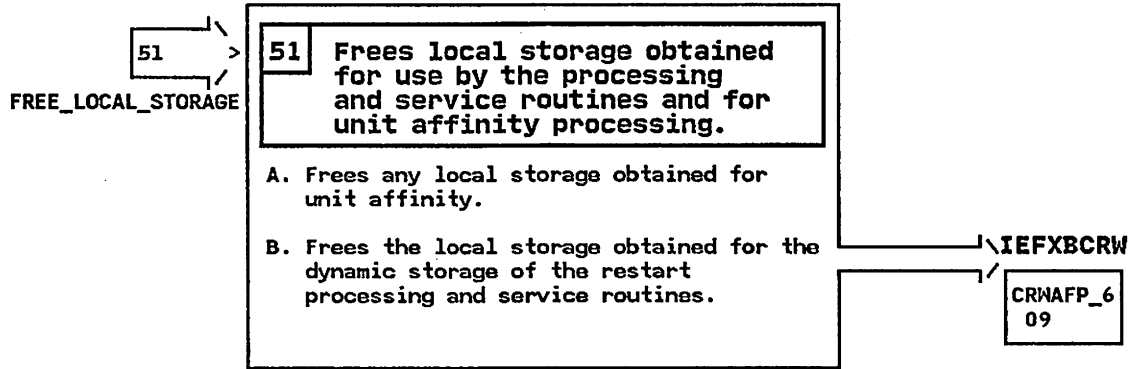 51 >
FREE_LOCAL_STORAGE
51 Frees local storage obtained
for use by the processing
and service routines and for
unit affinity processing.
A. Frees any local storage obtained for
unit affinity.
B. Frees the local storage obtained for the
dynamic storage of the restart
processing and service routines.
IEFXBCRW
CRWAFP_6
09